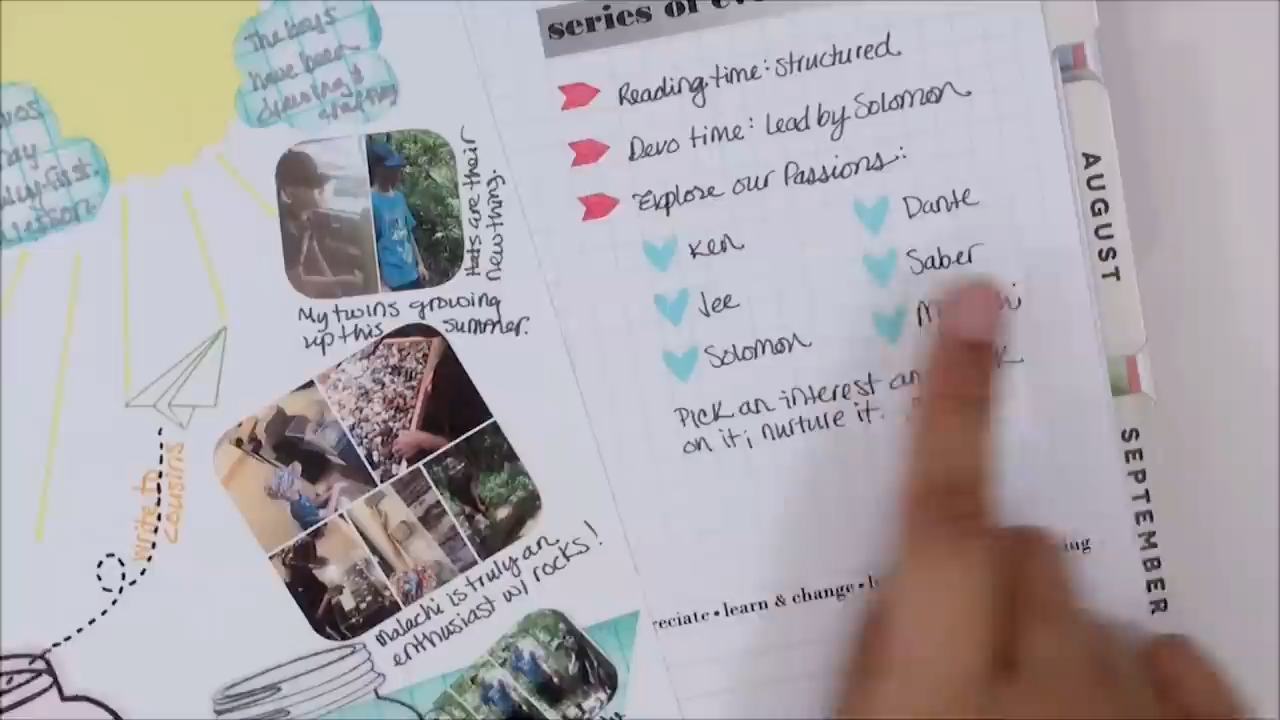 The boys
have been
drawing &
crafting
lesson.
Hats are their
new thing.
My twins growing
up this summer.
write to
cousins
Malachi is truly an
enthusiast w/ rocks!
series of
Reading time: structured
Devo time: Lead by Solomon
Explore our Passions:
Ken
Jee
Solomon
Dante
Saber
Pick an interest
on it; nurture it.
learn & change
AUGUST
SEPTEMBER